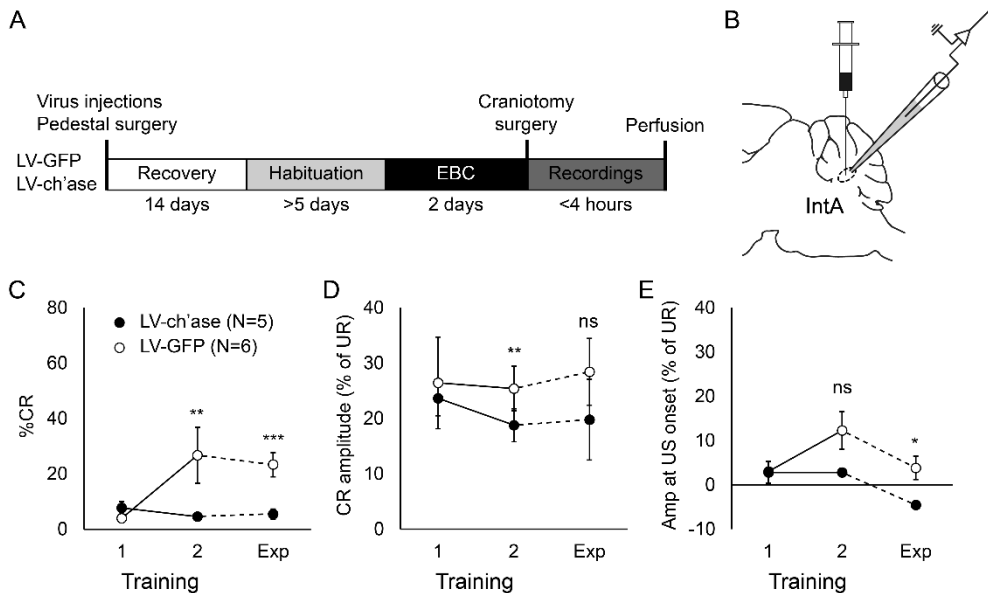 A
Virus injections
Pedestal surgery
Craniotomy
surgery
Perfusion
LV-GFP
LV-ch'ase
Recovery
Habituation
EBC
Recordings
14 days
>5 days
2 days
<4 hours
B
IntA
C
80
60
40
20
0
%CR
LV-ch'ase (N=5)
LV-GFP (N=6)
**
***
1
2
Exp
Training
D
40
30
20
10
0
CR amplitude (% of UR)
**
ns
1
2
Exp
Training
E
40
30
20
10
0
-10
Amp at US onset (% of UR)
ns
*
1
2
Exp
Training